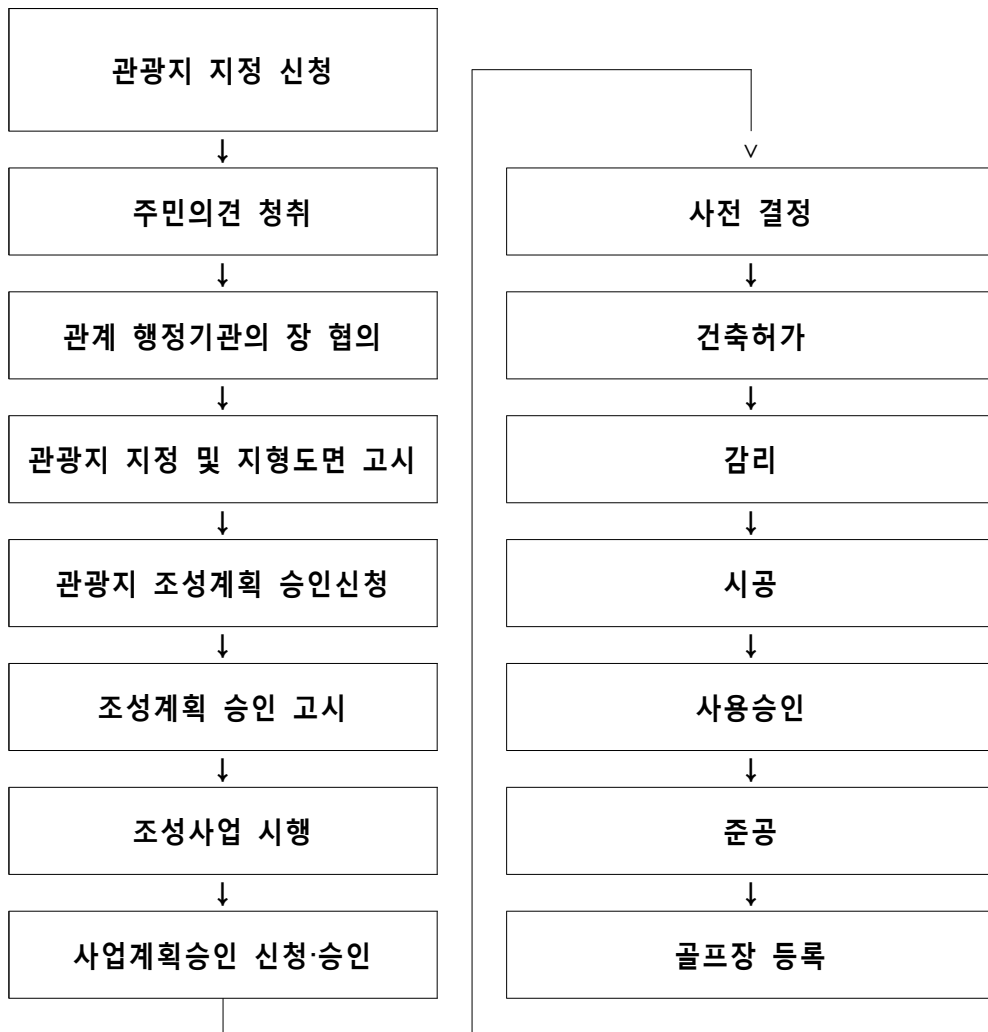 관광지 지정 신청
↓
주민의견 청취
↓
관계 행정기관의 장 협의
↓
관광지 지정 및 지형도면 고시
↓
관광지 조성계획 승인신청
↓
조성계획 승인 고시
↓
조성사업 시행
↓
사업계획승인 신청·승인
사전 결정
↓
건축허가
↓
감리
↓
시공
↓
사용승인
↓
준공
↓
골프장 등록